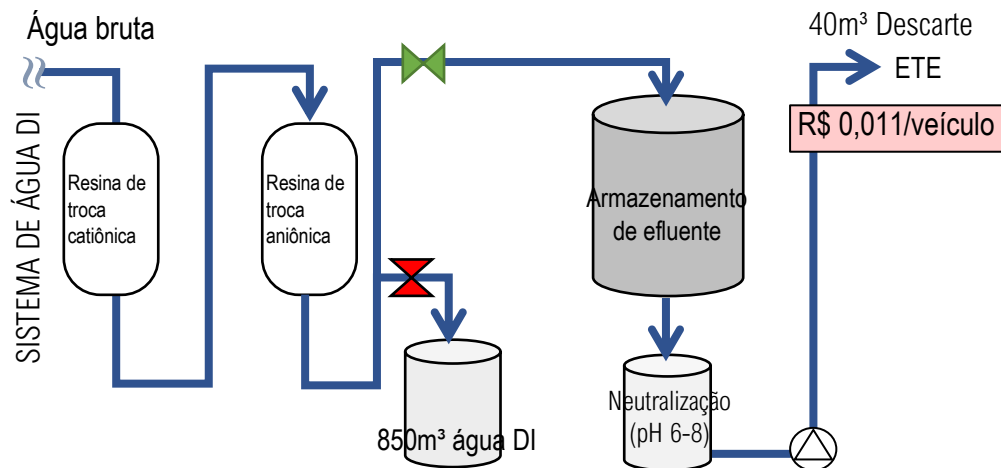 Água bruta
SISTEMA DE ÁGUA DI
Resina de
troca
catiônica
Resina de
troca
aniônica
850m³ água DI
Armazenamento
de efluente
Neutralização
(pH 6-8)
40m³ Descarte
ETE
R$ 0,011/veículo